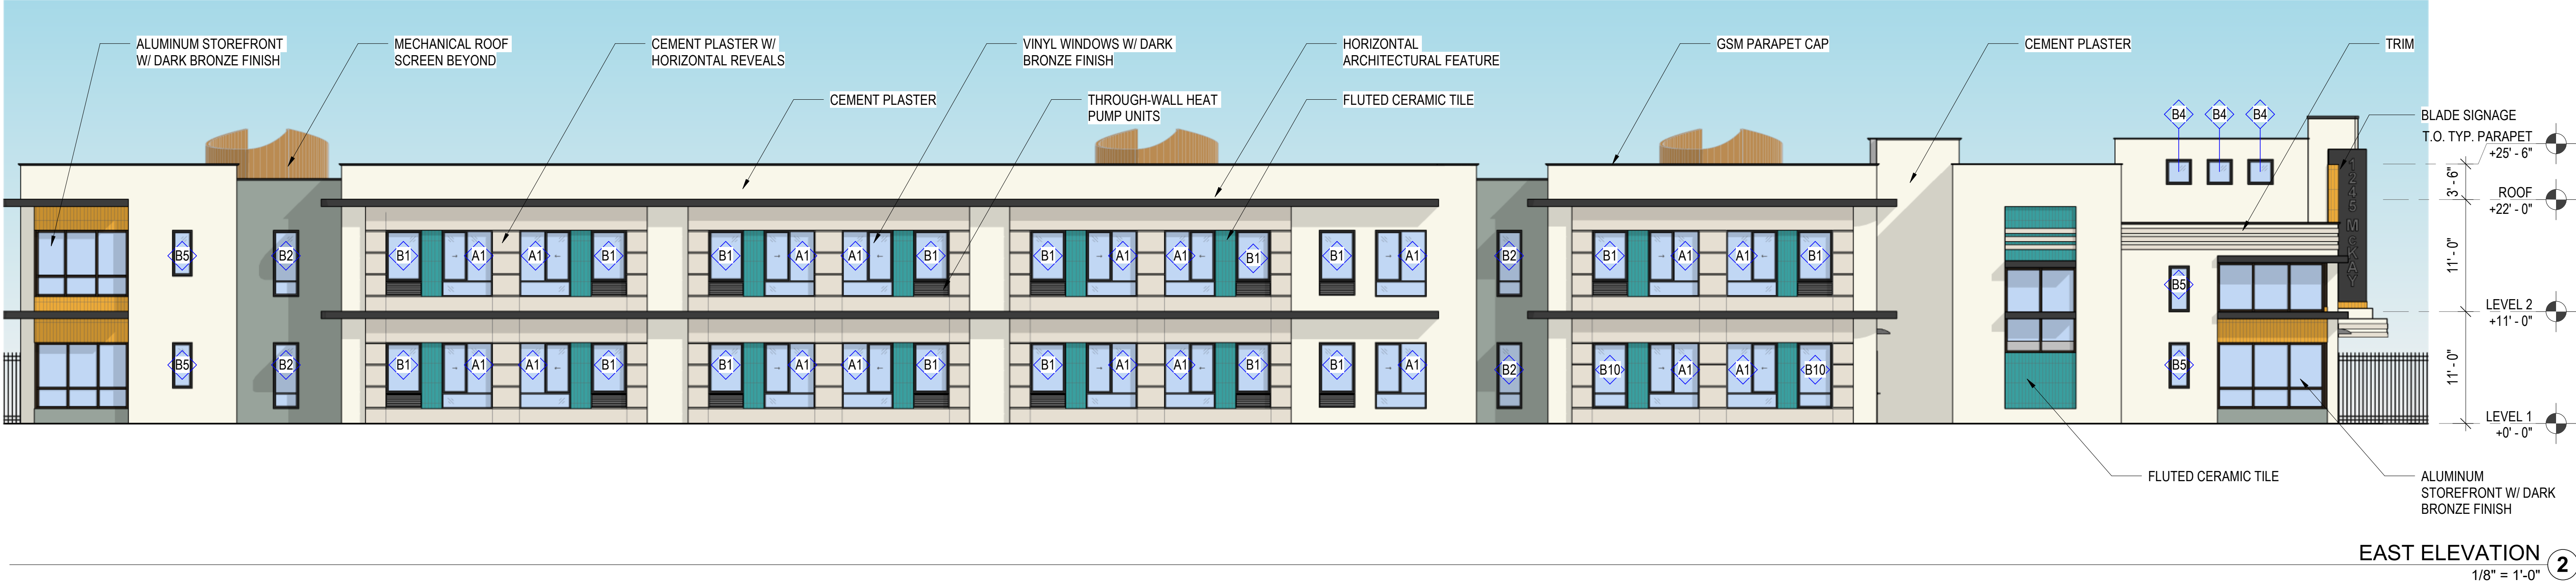 ALUMINUM STOREFRONT
W/ DARK BRONZE FINISH
MECHANICAL ROOF
SCREEN BEYOND
CEMENT PLASTER W/
HORIZONTAL REVEALS
VINYL WINDOWS W/ DARK
BRONZE FINISH
HORIZONTAL
ARCHITECTURAL FEATURE
GSM PARAPET CAP
CEMENT PLASTER
TRIM
CEMENT PLASTER
THROUGH-WALL HEAT
PUMP UNITS
FLUTED CERAMIC TILE
B4 B4 B4
BLADE SIGNAGE
T.O. TYP. PARAPET
+25' - 6"
3' - 6"
ROOF
+22' - 0"
1245 MCKAY
B5 B2 B1 A1 A1 B1 B1 A1 A1 B1 B1 A1 A1 B1 B1 A1 B2 B1 A1 A1 B1 B5
11' - 0"
LEVEL 2
+11' - 0"
B5 B2 B1 A1 A1 B1 B1 A1 A1 B1 B1 A1 A1 B1 B1 A1 B2 B10 A1 A1 B10 B5
11' - 0"
LEVEL 1
+0' - 0"
FLUTED CERAMIC TILE
ALUMINUM
STOREFRONT W/ DARK
BRONZE FINISH
EAST ELEVATION
2
1/8" = 1'-0"